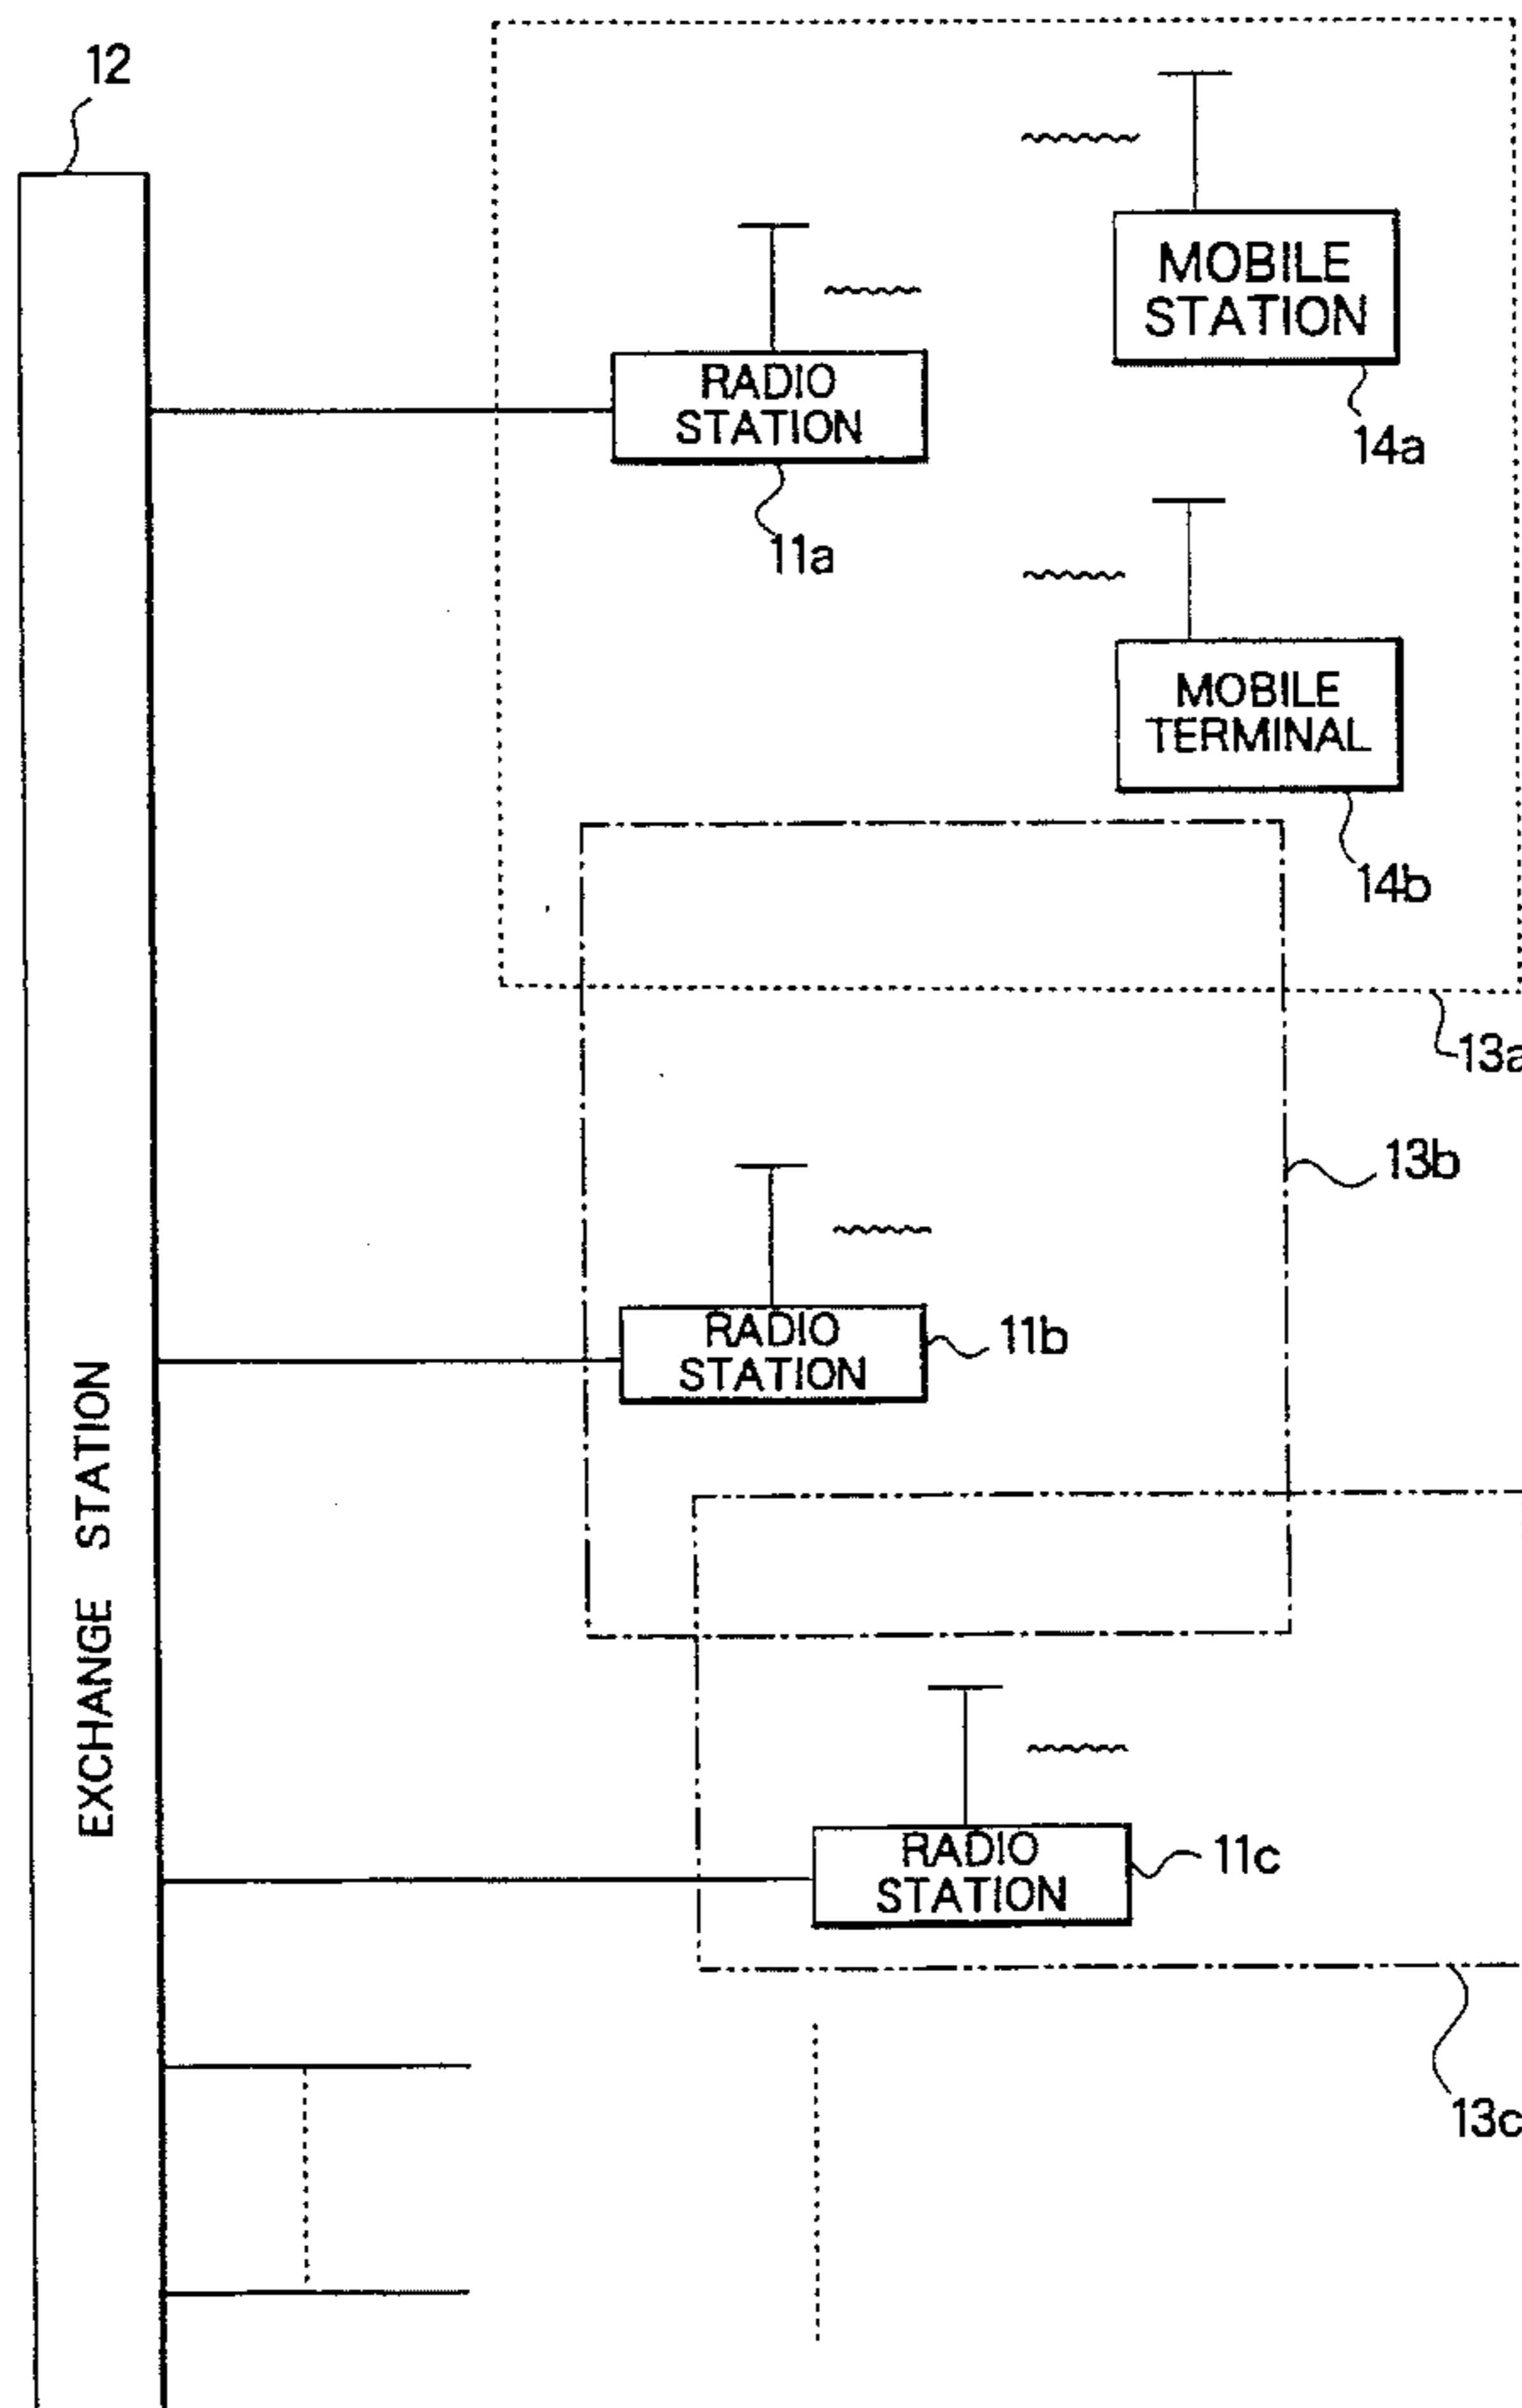 12
MOBILE
STATION
14a
RADIO
STATION
11a
MOBILE
TERMINAL
14b
13a
13b
RADIO
STATION
11b
EXCHANGE STATION
RADIO
STATION
11c
13c